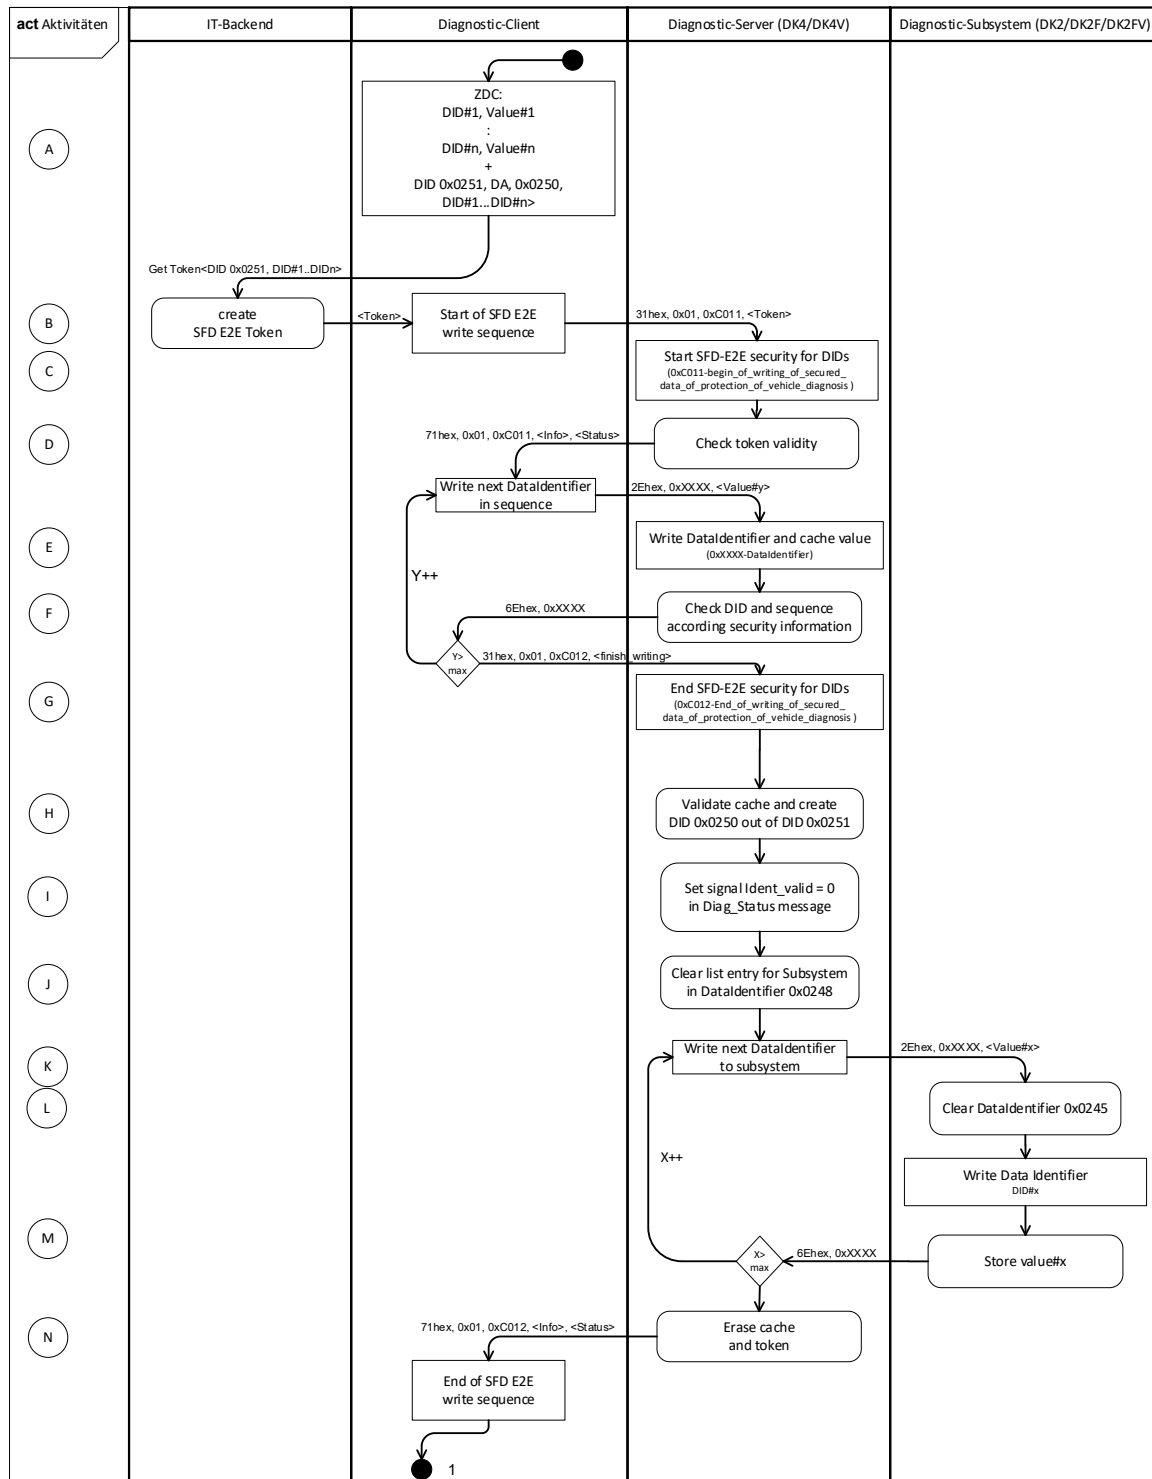 act Aktivitäten
IT-Backend
Diagnostic-Client
Diagnostic-Server (DK4/DK4V)
Diagnostic-Subsystem (DK2/DK2F/DK2FV)
A
ZDC:
DID#1, Value#1
:
DID#n, Value#n
+
DID 0x0251, DA, 0x0250,
DID#1...DID#n>
Get Token<DID 0x0251, DID#1..DIDn>
B
create
SFD E2E Token
<Token>
Start of SFD E2E
write sequence
31hex, 0x01, 0xC011, <Token>
C
Start SFD-E2E security for DIDs
(0xC011-begin_of_writing_of_secured_
data_of_protection_of_vehicle_diagnosis )
D
71hex, 0x01, 0xC011, <Info>, <Status>
Check token validity
Write next DataIdentifier
in sequence
2Ehex, 0xXXXX, <Value#y>
E
Write DataIdentifier and cache value
(0xXXXX-DataIdentifier)
Y++
F
6Ehex, 0xXXXX
Check DID and sequence
according security information
Y>
max
31hex, 0x01, 0xC012, <finish_writing>
G
End SFD-E2E security for DIDs
(0xC012-End_of_writing_of_secured_
data_of_protection_of_vehicle_diagnosis )
H
Validate cache and create
DID 0x0250 out of DID 0x0251
I
Set signal Ident_valid = 0
in Diag_Status message
J
Clear list entry for Subsystem
in DataIdentifier 0x0248
K
Write next DataIdentifier
to subsystem
2Ehex, 0xXXXX, <Value#x>
L
Clear DataIdentifier 0x0245
X++
Write Data Identifier
DID#x
M
X>
max
6Ehex, 0xXXXX
Store value#x
N
71hex, 0x01, 0xC012, <Info>, <Status>
Erase cache
and token
End of SFD E2E
write sequence
1